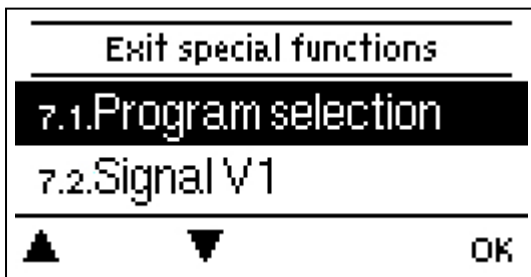 Exit special functions
7.1.Program selection
7.2.Signal V1
▲ ▼ OK